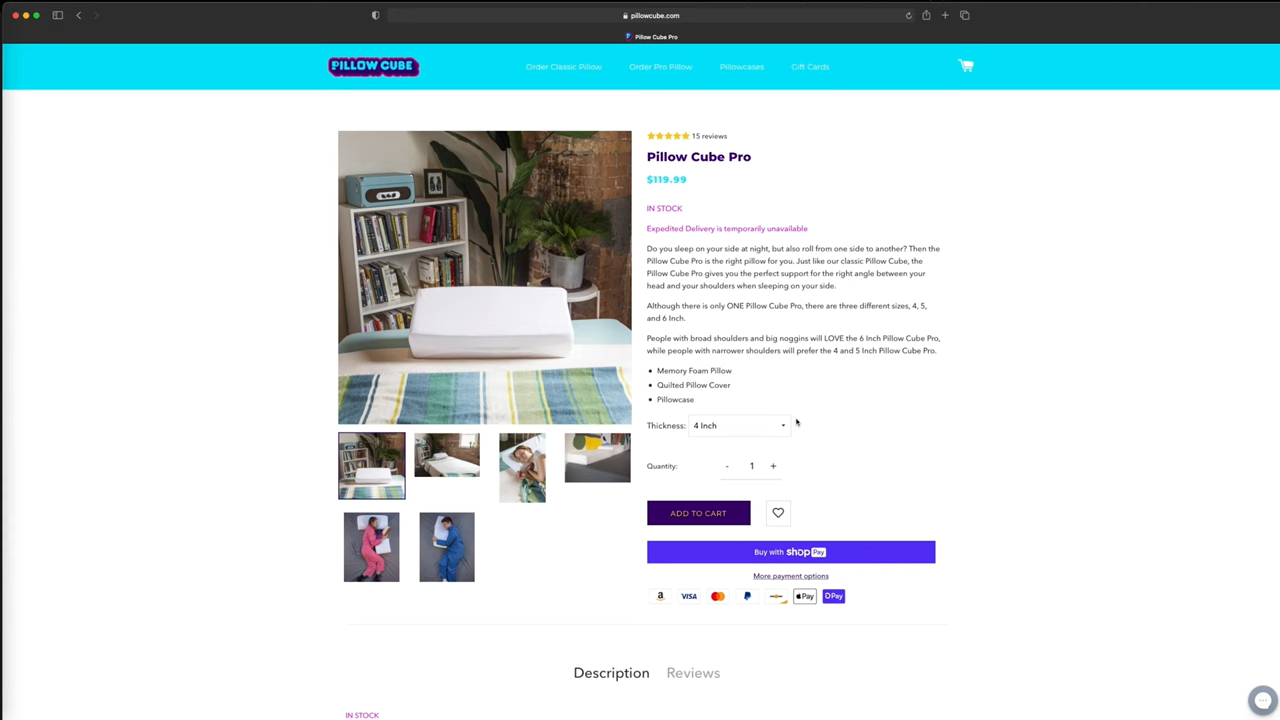 pillowcube.com
Pillow Cube Pro
PILLOW CUBE
Order Classic Pillow
Order Pro Pillow
Pillowcases
Gift Cards
15 reviews
Pillow Cube Pro
$119.99
IN STOCK
Expedited Delivery is temporarily unavailable
Do you sleep on your side at night, but also roll from one side to another? Then the
Pillow Cube Pro is the right pillow for you. Just like our classic Pillow Cube, the
Pillow Cube Pro gives you the perfect support for the right angle between your
head and your shoulders when sleeping on your side.
Although there is only ONE Pillow Cube Pro, there are three different sizes, 4, 5,
and 6 Inch.
People with broad shoulders and big noggins will LOVE the 6 Inch Pillow Cube Pro,
while people with narrower shoulders will prefer the 4 and 5 Inch Pillow Cube Pro.
Memory Foam Pillow
Quilted Pillow Cover
Pillowcase
Thickness: 4 Inch
Quantity: - 1 +
ADD TO CART
Buy with shop Pay
More payment options
a VISA Pay Pay
Description Reviews
IN STOCK